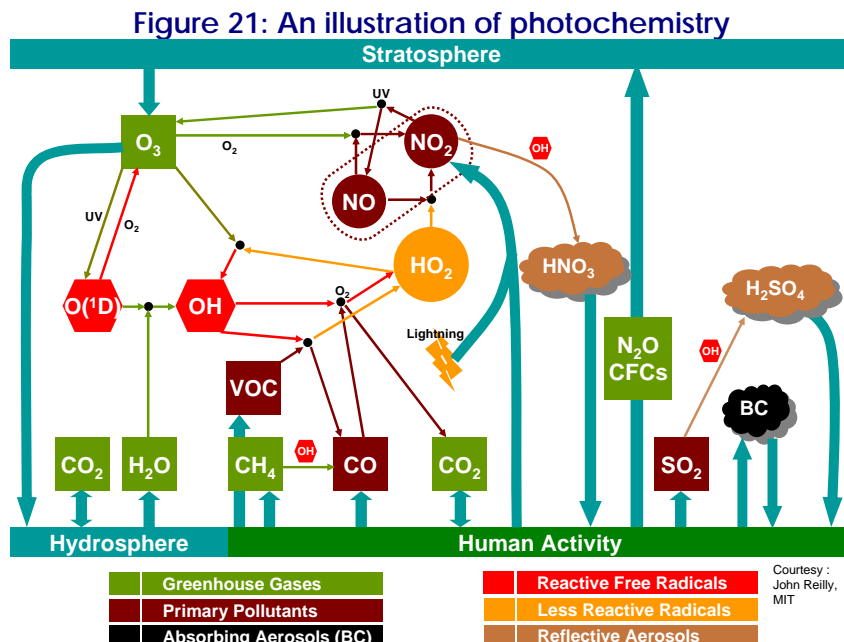 Figure 21: An illustration of photochemistry
Stratosphere
UV
O3
O2
NO2
OH
NO
UV
O2
HO2
HNO3
O(1D)
OH
O2
H2SO4
Lightning
N2O
CFCs
OH
VOC
BC
OH
CO2
H2O
CH4
CO
CO2
SO2
Hydrosphere
Human Activity
Greenhouse Gases
Primary Pollutants
Absorbing Aerosols (BC)
Reactive Free Radicals
Less Reactive Radicals
Reflective Aerosols
Courtesy :
John Reilly,
MIT